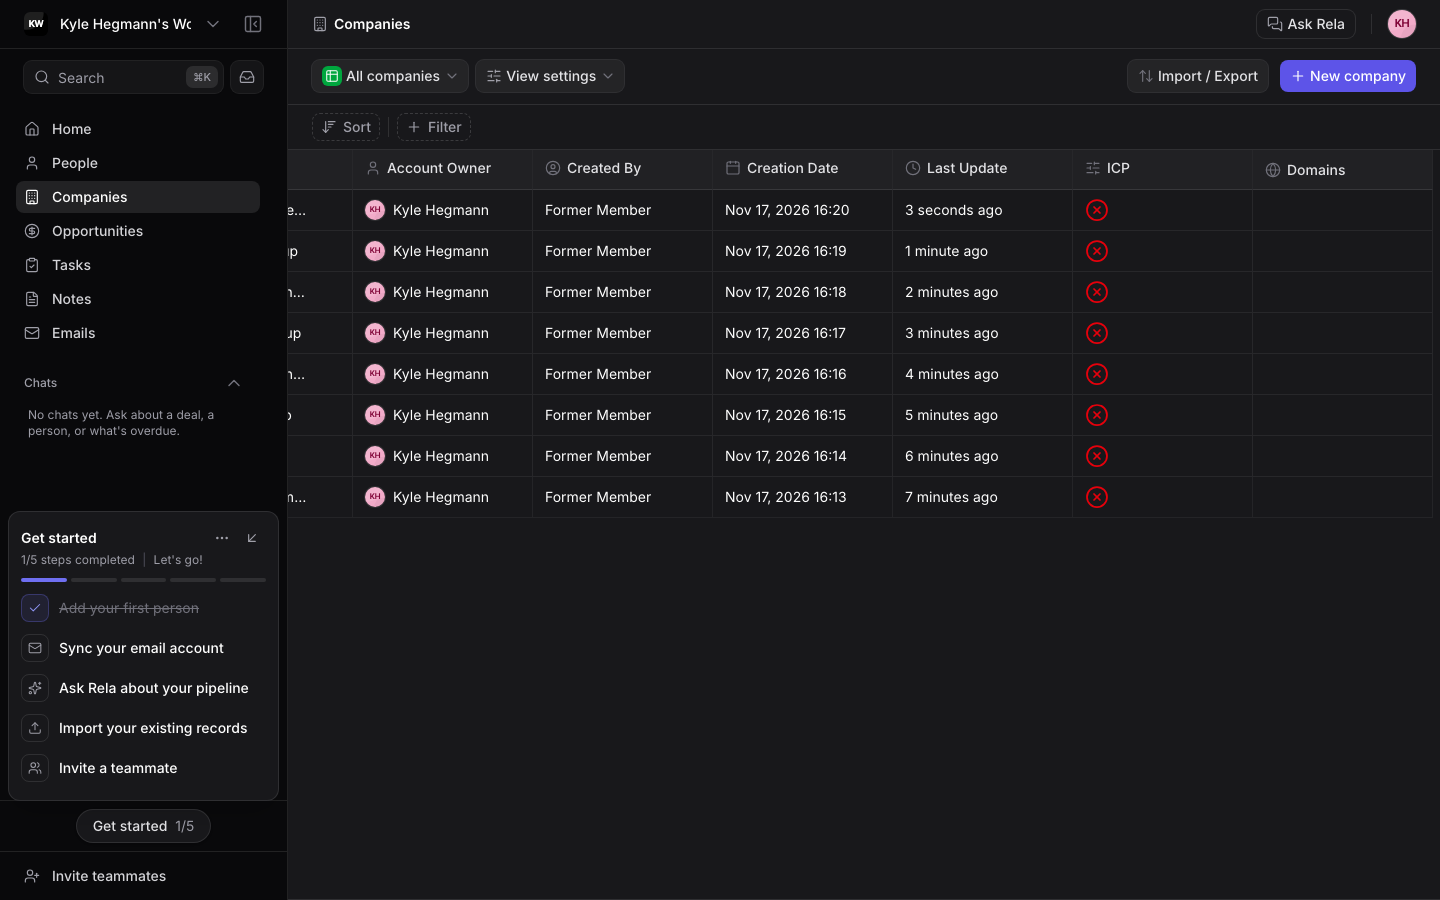 KW Kyle Hegmann's Wo
Companies
Ask Rela
KH
Search ⌘K
All companies
View settings
Import / Export
New company
Sort
Filter
Home
People
Companies
Opportunities
Tasks
Notes
Emails
Chats
No chats yet. Ask about a deal, a
person, or what's overdue.
Account Owner Created By Creation Date Last Update ICP Domains
e... KH Kyle Hegmann Former Member Nov 17, 2026 16:20 3 seconds ago
up KH Kyle Hegmann Former Member Nov 17, 2026 16:19 1 minute ago
n... KH Kyle Hegmann Former Member Nov 17, 2026 16:18 2 minutes ago
up KH Kyle Hegmann Former Member Nov 17, 2026 16:17 3 minutes ago
n... KH Kyle Hegmann Former Member Nov 17, 2026 16:16 4 minutes ago
KH Kyle Hegmann Former Member Nov 17, 2026 16:15 5 minutes ago
KH Kyle Hegmann Former Member Nov 17, 2026 16:14 6 minutes ago
n... KH Kyle Hegmann Former Member Nov 17, 2026 16:13 7 minutes ago
Get started
1/5 steps completed | Let's go!
Add your first person
Sync your email account
Ask Rela about your pipeline
Import your existing records
Invite a teammate
Get started 1/5
Invite teammates